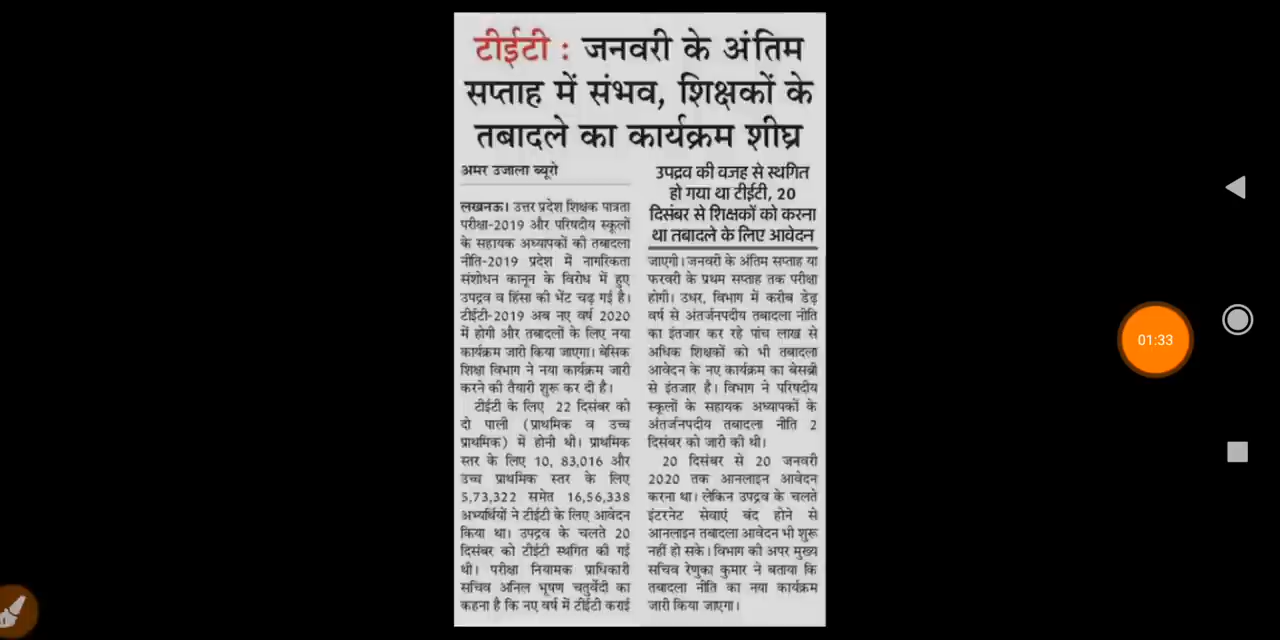 टीईटी : जनवरी के अंतिम
सप्ताह में संभव, शिक्षकों के
तबादले का कार्यक्रम शीघ्र
अमर उजाला ब्यूरो
लखनऊ। उत्तर प्रदेश शिक्षक पात्रता
परीक्षा-2019 और परिषदीय स्कूलों
के सहायक अध्यापकों की तबादला
नीति-2019 प्रदेश में नागरिकता
संशोधन कानून के विरोध में हुए
उपद्रव व हिंसा की भेंट चढ़ गई है।
टीईटी-2019 अब नए वर्ष 2020
में होगी और तबादलों के लिए नया
कार्यक्रम जारी किया जाएगा। बेसिक
शिक्षा विभाग ने नया कार्यक्रम जारी
करने की तैयारी शुरू कर दी है।
टीईटी के लिए 22 दिसंबर को
दो पाली (प्राथमिक व उच्च
प्राथमिक) में होनी थी। प्राथमिक
स्तर के लिए 10, 83,016 और
उच्च प्राथमिक स्तर के लिए
5,73,322 समेत 16,56,338
अभ्यर्थियों ने टीईटी के लिए आवेदन
किया था। उपद्रव के चलते 20
दिसंबर को टीईटी स्थगित की गई
थी। परीक्षा नियामक प्राधिकारी
सचिव अनिल भूषण चतुर्वेदी का
कहना है कि नए वर्ष में टीईटी कराई
उपद्रव की वजह से स्थगित
हो गया था टीईटी, 20
दिसंबर से शिक्षकों को करना
था तबादले के लिए आवेदन
जाएगी। जनवरी के अंतिम सप्ताह या
फरवरी के प्रथम सप्ताह तक परीक्षा
होगी। उधर, विभाग में करीब डेढ़
वर्ष से अंतर्जनपदीय तबादला नीति
का इंतजार कर रहे पांच लाख से
अधिक शिक्षकों को भी तबादला
आवेदन के नए कार्यक्रम का बेसब्री
से इंतजार है। विभाग ने परिषदीय
स्कूलों के सहायक अध्यापकों के
अंतर्जनपदीय तबादला नीति 2
दिसंबर को जारी की थी।
20 दिसंबर से 20 जनवरी
2020 तक आनलाइन आवेदन
करना था। लेकिन उपद्रव के चलते
इंटरनेट सेवाएं बंद होने से
आनलाइन तबादला आवेदन भी शुरू
नहीं हो सके। विभाग की अपर मुख्य
सचिव रेणुका कुमार ने बताया कि
तबादला नीति का नया कार्यक्रम
जारी किया जाएगा।
01:33